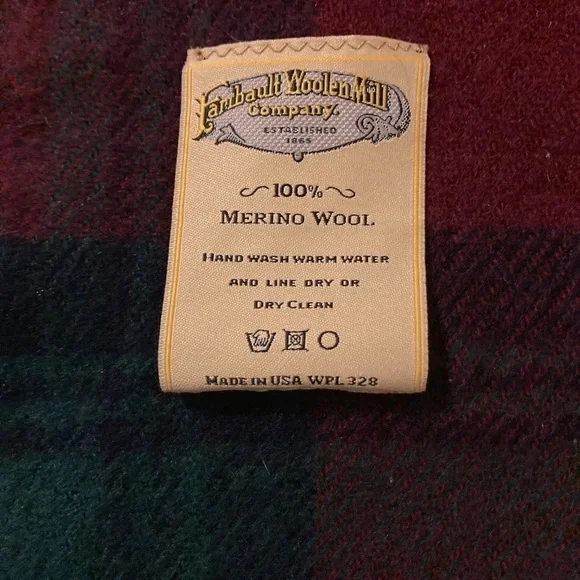 Faribault Woolen Mill
Company.
ESTABLISHED
1865
100%
MERINO WOOL
HAND WASH WARM WATER
AND LINE DRY OR
DRY CLEAN
MADE IN USA WPL 328